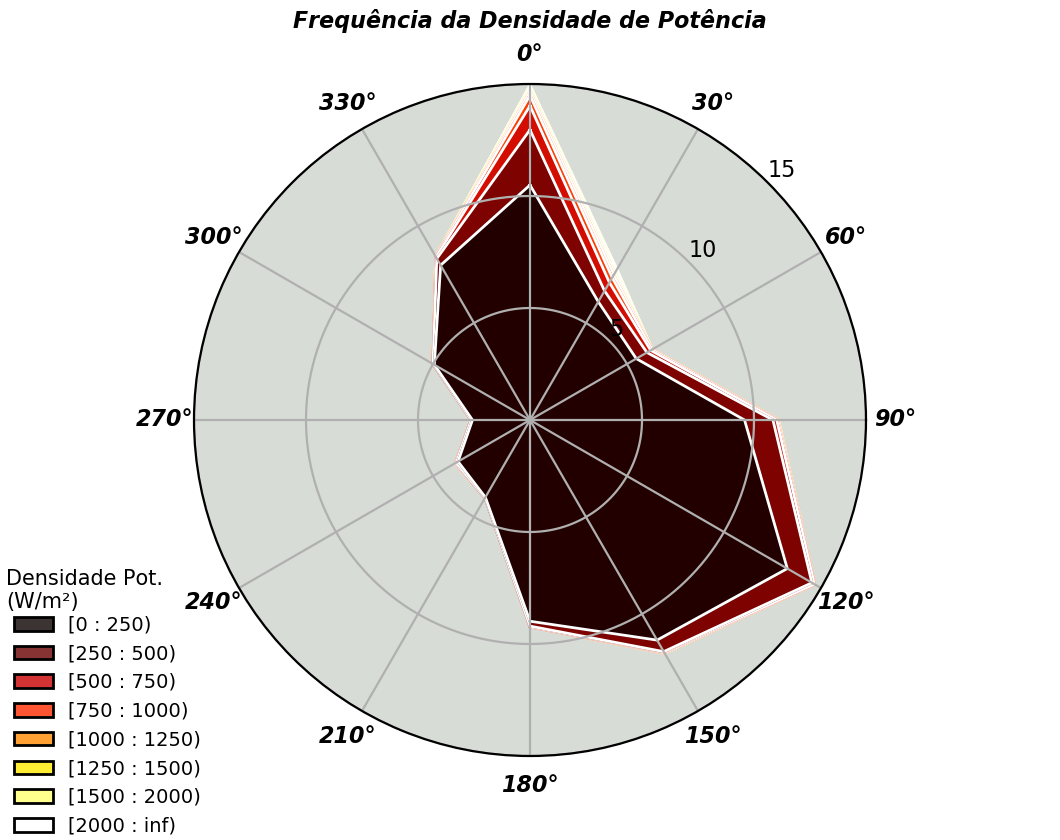 Frequência da Densidade de Potência
0°
330°
30°
15
300°
60°
10
5
270°
90°
240°
120°
210°
150°
180°
Densidade Pot.
(W/m²)
[0 : 250)
[250 : 500)
[500 : 750)
[750 : 1000)
[1000 : 1250)
[1250 : 1500)
[1500 : 2000)
[2000 : inf)